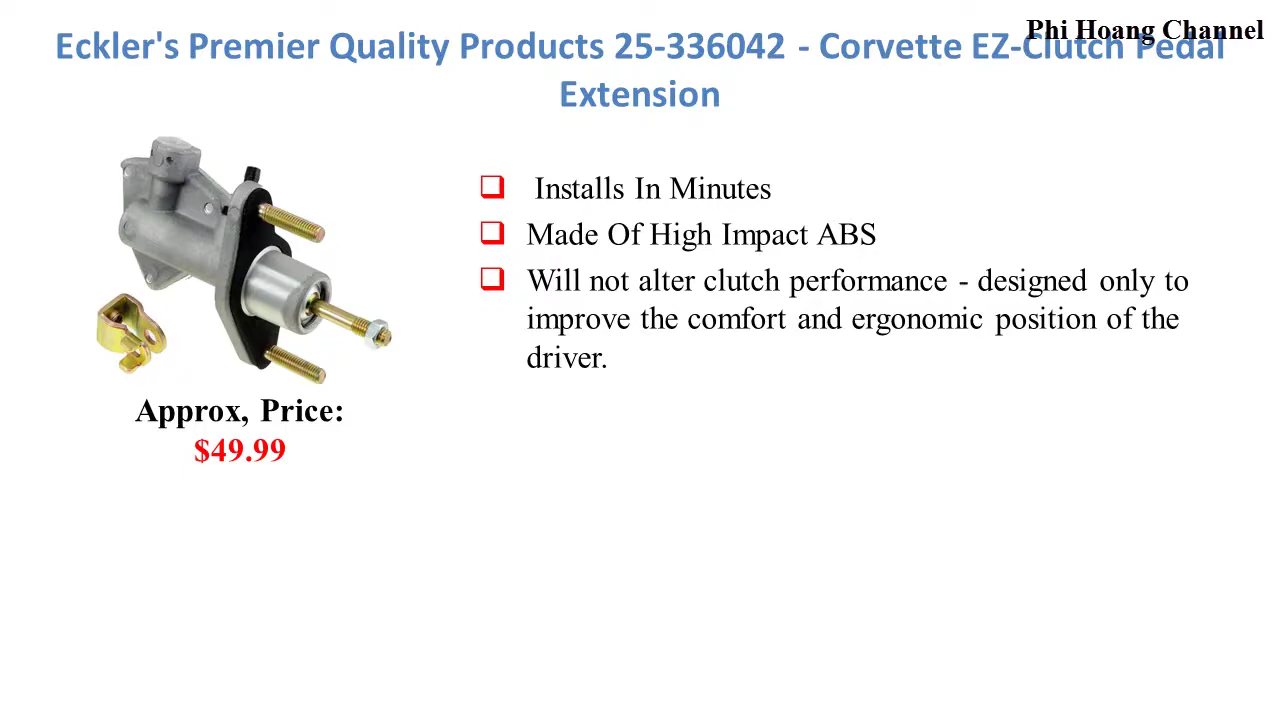 Phi Hoang Channel
Eckler's Premier Quality Products 25-336042 - Corvette EZ-Clutch Pedal
Extension
Installs In Minutes
Made Of High Impact ABS
Will not alter clutch performance - designed only to
improve the comfort and ergonomic position of the
driver.
Approx, Price:
$49.99